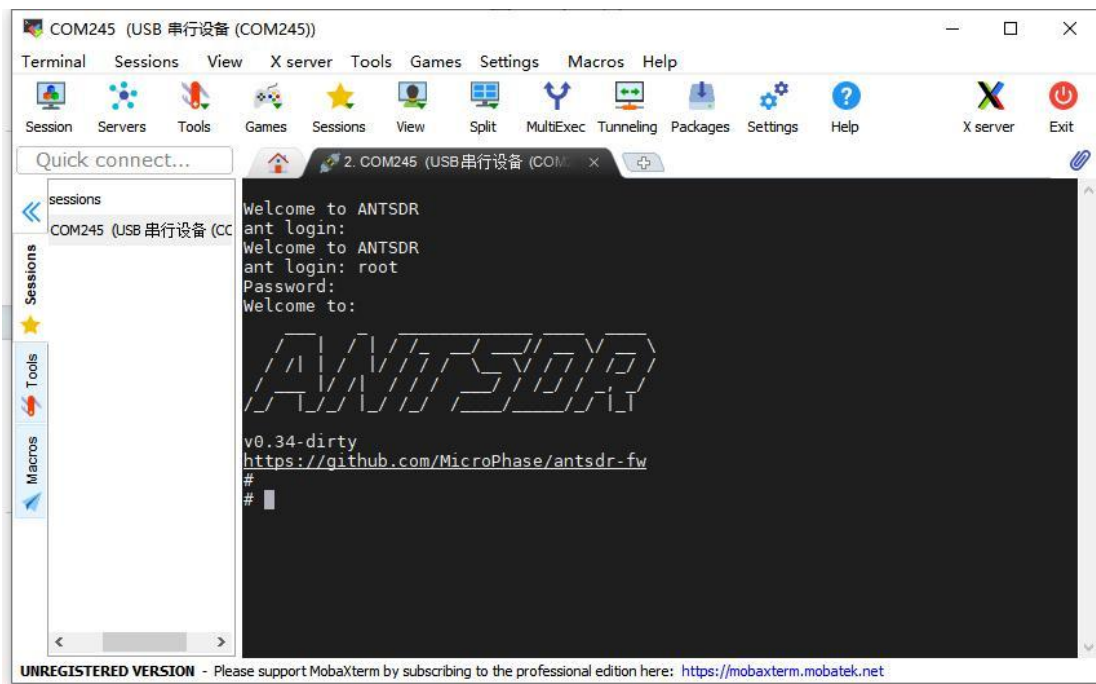 COM245 (USB 串行设备 (COM245))
Terminal Sessions View X server Tools Games Settings Macros Help
Session Servers Tools Games Sessions View Split MultiExec Tunneling Packages Settings Help X server Exit
Quick connect...
2. COM245 (USB串行设备 (COM
sessions
COM245 (USB 串行设备 (CC
Sessions
Tools
Macros
Welcome to ANTSDR
ant login:
Welcome to ANTSDR
ant login: root
Password:
Welcome to:
ANTSDR
v0.34-dirty
https://github.com/MicroPhase/antsdr-fw
#
#
UNREGISTERED VERSION - Please support MobaXterm by subscribing to the professional edition here: https://mobaxterm.mobatek.net